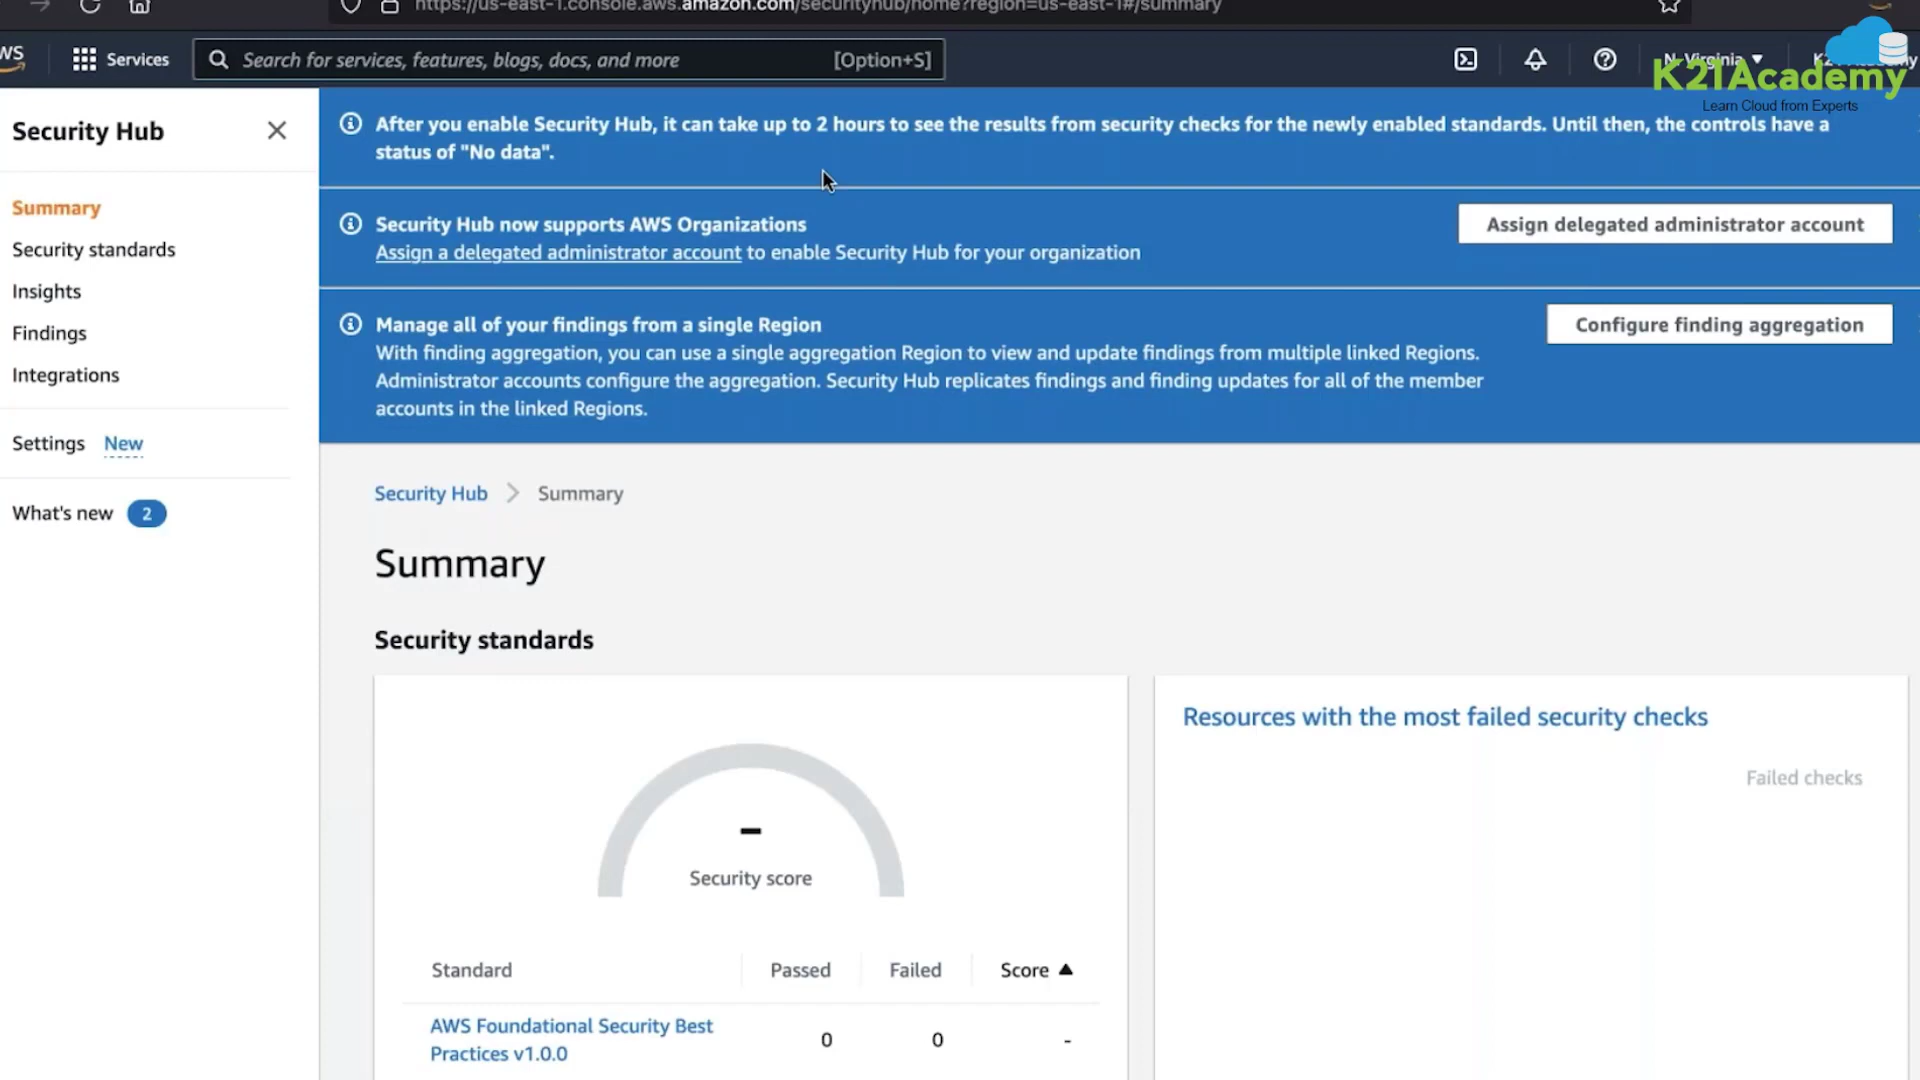 https://us-east-1.console.aws.amazon.com/securityhub/home?region=us-east-1#/summary
Services
Search for services, features, blogs, docs, and more
[Option+S]
N. Virginia
K21Academy
Learn Cloud from Experts
Security Hub
Summary
Security standards
Insights
Findings
Integrations
Settings New
What's new 2
After you enable Security Hub, it can take up to 2 hours to see the results from security checks for the newly enabled standards. Until then, the controls have a
status of "No data".
Security Hub now supports AWS Organizations
Assign a delegated administrator account to enable Security Hub for your organization
Assign delegated administrator account
Manage all of your findings from a single Region
With finding aggregation, you can use a single aggregation Region to view and update findings from multiple linked Regions.
Administrator accounts configure the aggregation. Security Hub replicates findings and finding updates for all of the member
accounts in the linked Regions.
Configure finding aggregation
Security Hub Summary
Summary
Security standards
-
Security score
Standard Passed Failed Score
AWS Foundational Security Best
Practices v1.0.0
0 0 -
Resources with the most failed security checks
Failed checks